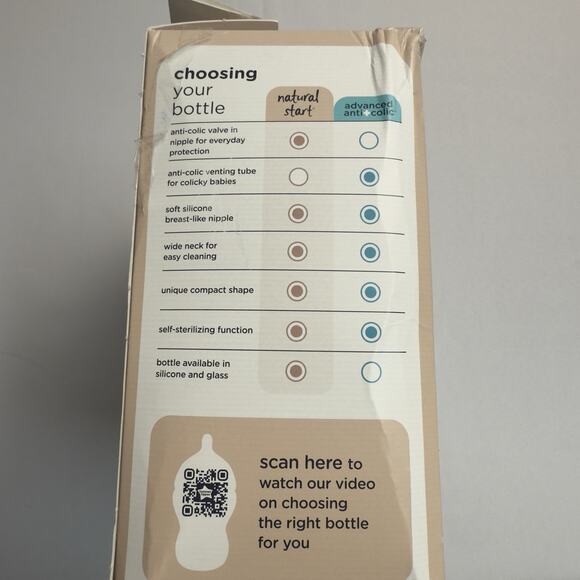 choosing
your
bottle
natural
start
advanced
anti colic
anti-colic valve in
nipple for everyday
protection
anti-colic venting tube
for colicky babies
soft silicone
breast-like nipple
wide neck for
easy cleaning
unique compact shape
self-sterilizing function
bottle available in
silicone and glass
scan here to
watch our video
on choosing
the right bottle
for you